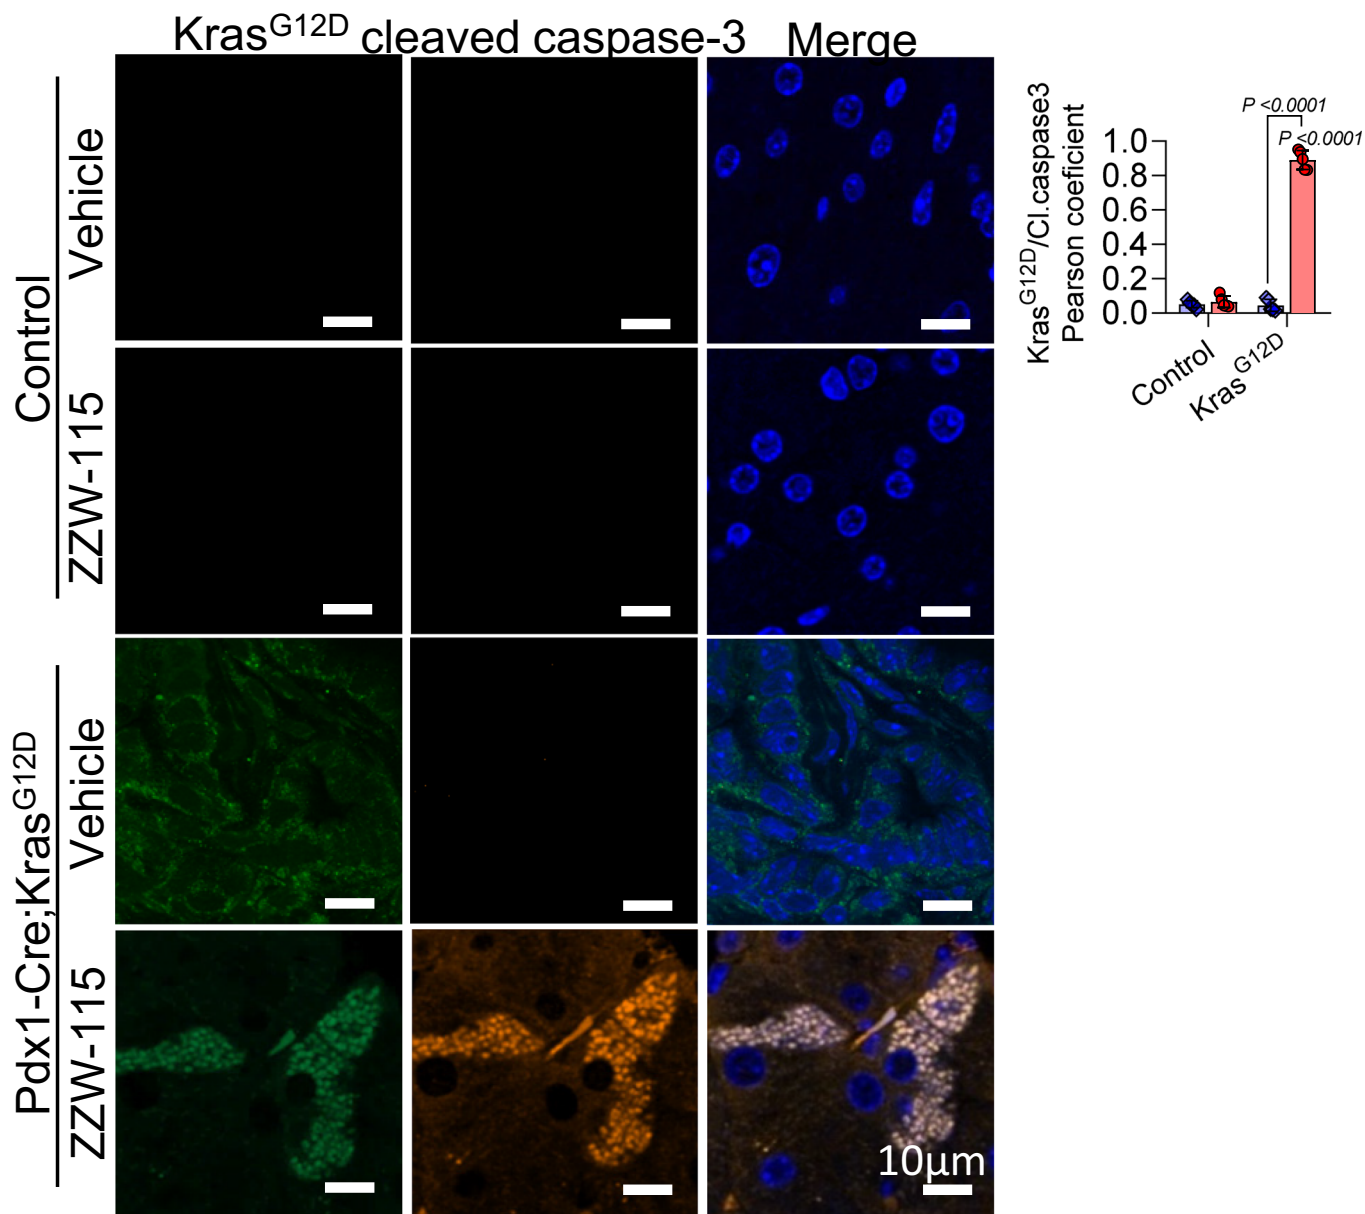 KrasG12D cleaved caspase-3 Merge
Control
Vehicle
ZZW-115
Pdx1-Cre;KrasG12D
Vehicle
ZZW-115
10µm
KrasG12D/Cl.caspase3
Pearson coeficient
P <0.0001
P <0.0001
1.0
0.8
0.6
0.4
0.2
0.0
Control
KrasG12D